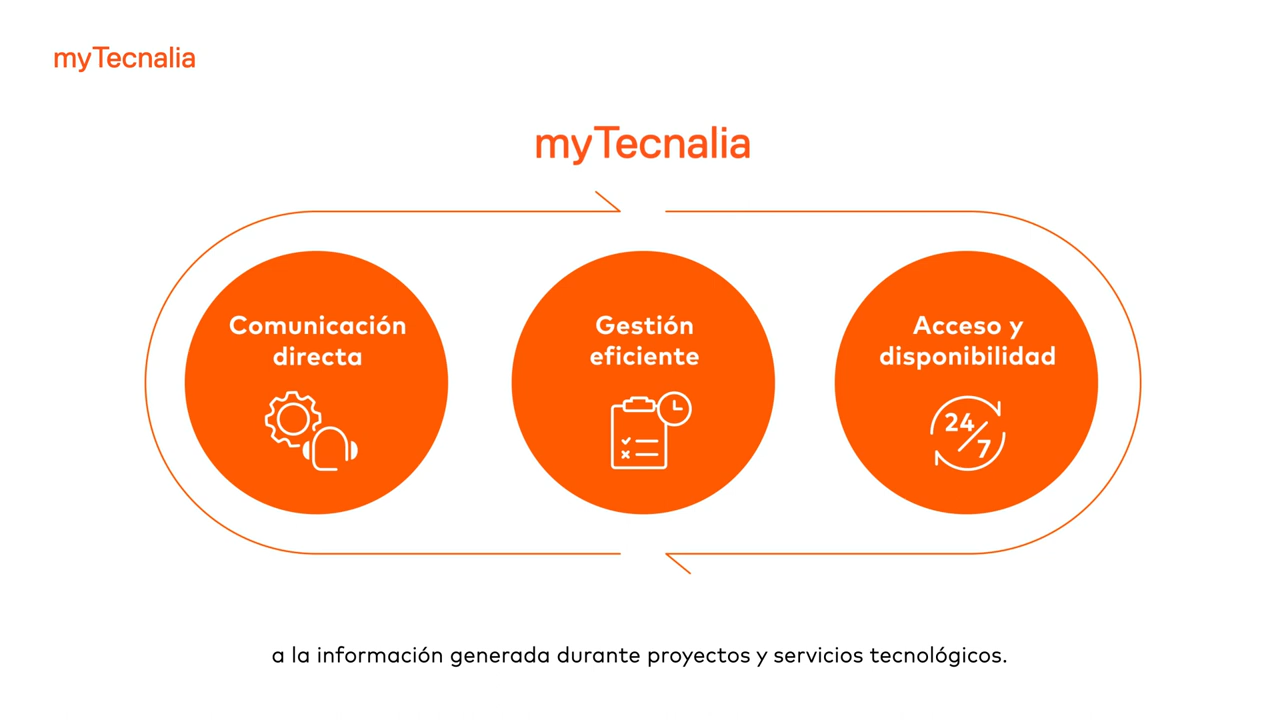 myTecnalia
myTecnalia
Comunicación
directa
Gestión
eficiente
Acceso y
disponibilidad
24/7
a la información generada durante proyectos y servicios tecnológicos.